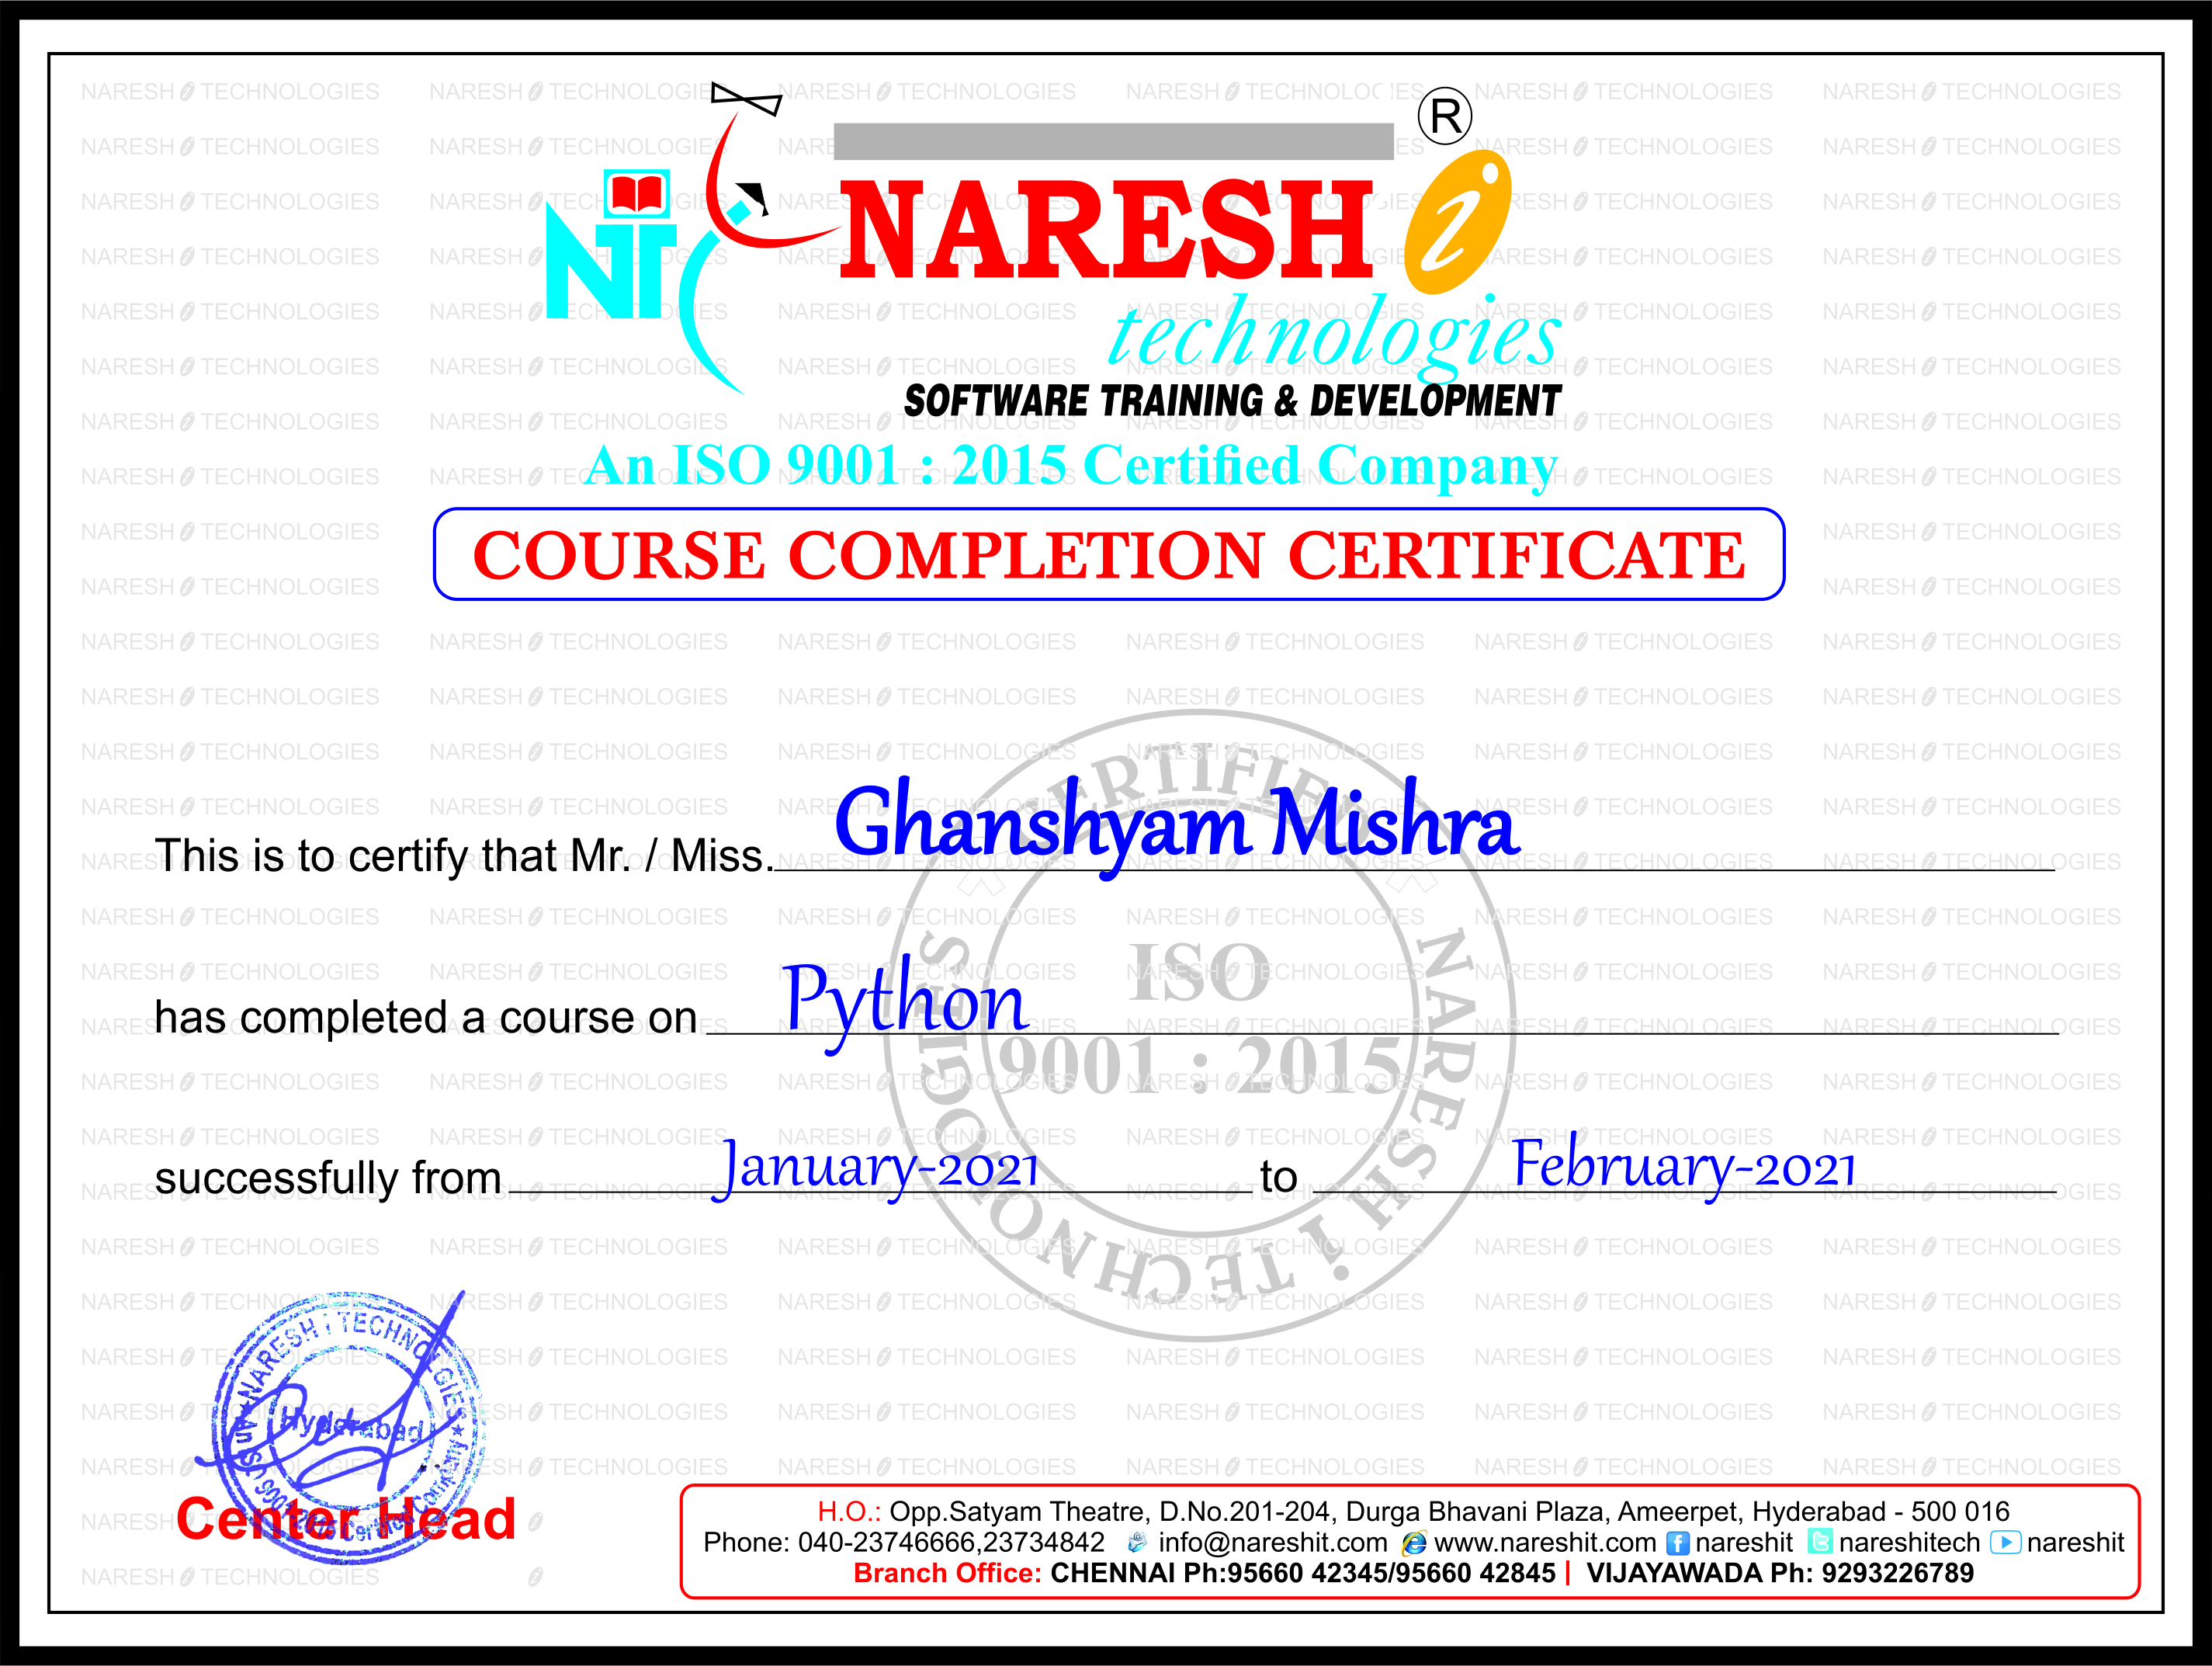 NARESH i
technologies
®
SOFTWARE TRAINING & DEVELOPMENT
NiT
An ISO 9001 : 2015 Certified Company
COURSE COMPLETION CERTIFICATE
This is to certify that Mr. / Miss. Ghanshyam Mishra
has completed a course on Python
successfully from January-2021 to February-2021
CERTIFIED NARESH i TECHNOLOGIES
ISO
9001 : 2015
NARESH i TECHNOLOGIES
Hyderabad
Center Head
H.O.: Opp.Satyam Theatre, D.No.201-204, Durga Bhavani Plaza, Ameerpet, Hyderabad - 500 016
Phone: 040-23746666,23734842 info@nareshit.com www.nareshit.com nareshit nareshitech nareshit
Branch Office: CHENNAI Ph:95660 42345/95660 42845 | VIJAYAWADA Ph: 9293226789